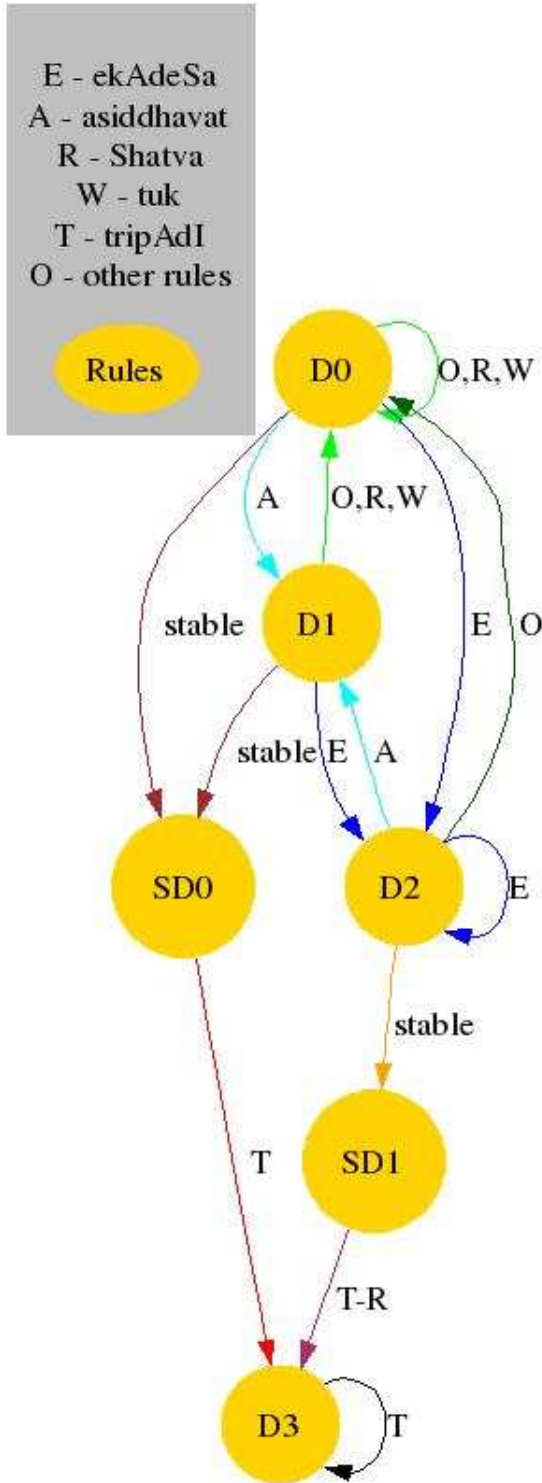 E - ekAdeSa
A - asiddhavat
R - Shatva
W - tuk
T - tripAdI
O - other rules
Rules
D0
O,R,W
A
O,R,W
stable
D1
E
O
stable
E
A
SD0
D2
E
stable
T
SD1
T-R
D3
T